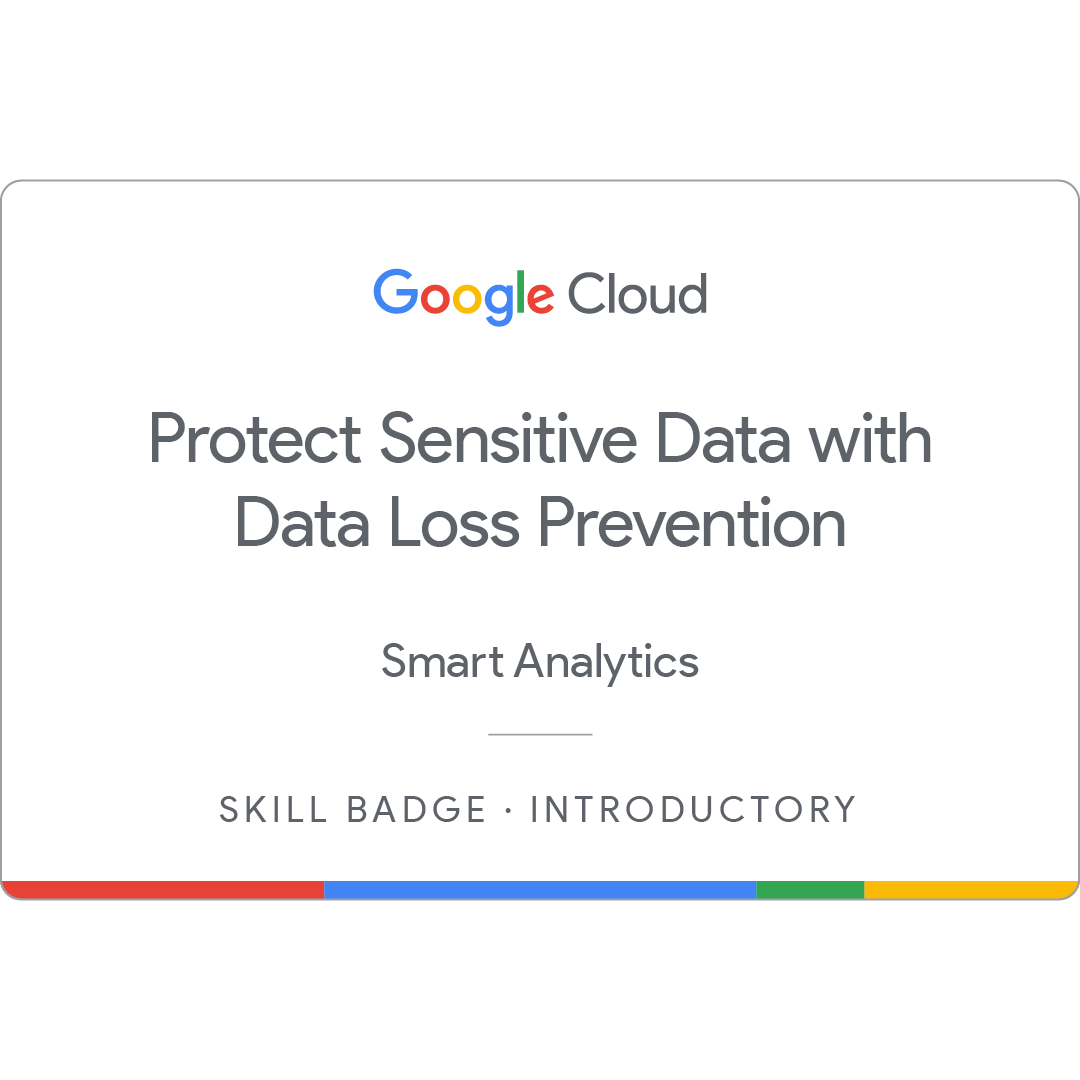 Google Cloud
Protect Sensitive Data with
Data Loss Prevention
Smart Analytics
SKILL BADGE · INTRODUCTORY